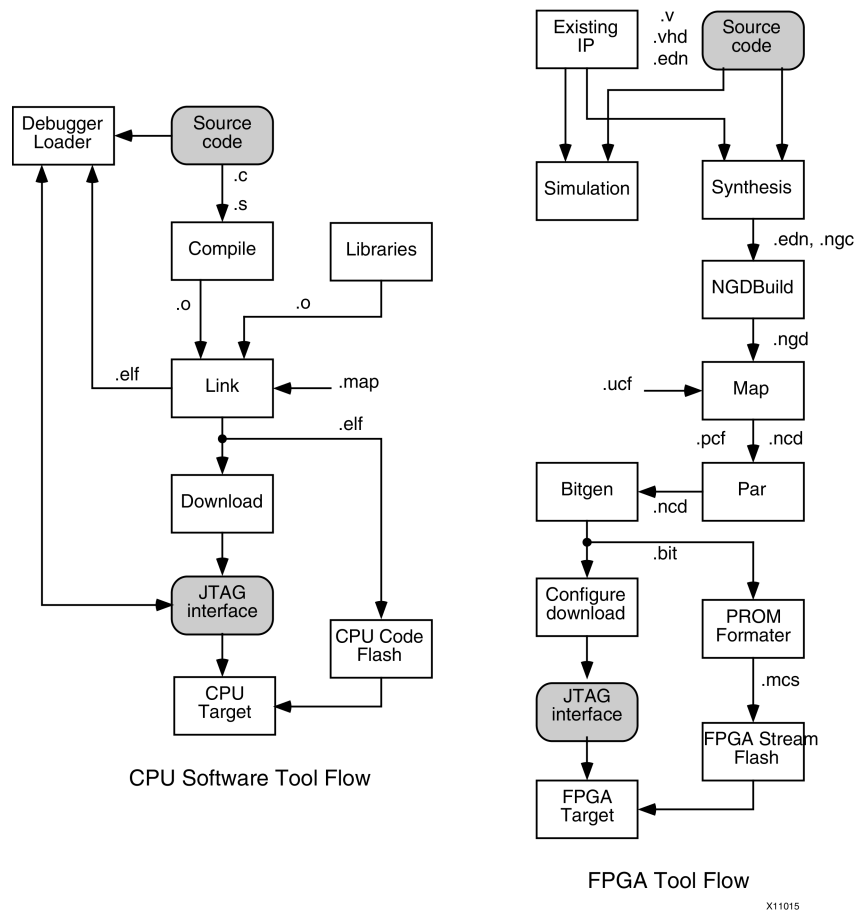 Debugger
Loader
Source
code
.c
.s
Compile
Libraries
.o
.o
.elf
Link
.map
.elf
Download
JTAG
interface
CPU Code
Flash
CPU
Target
CPU Software Tool Flow
Existing
IP
.v
.vhd
.edn
Source
code
Simulation
Synthesis
.edn, .ngc
NGDBuild
.ngd
.ucf
Map
.pcf
.ncd
Bitgen
Par
.ncd
.bit
Configure
download
PROM
Formater
.mcs
JTAG
interface
FPGA Stream
Flash
FPGA
Target
FPGA Tool Flow
X11015